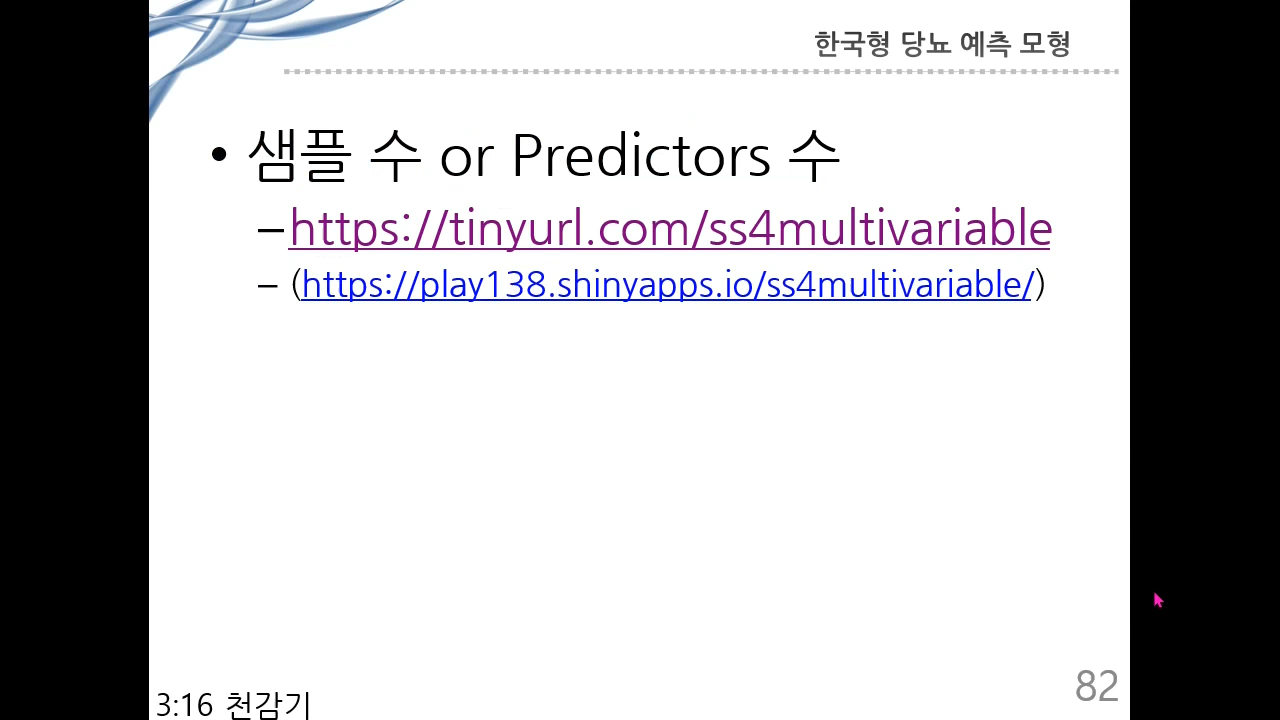 한국형 당뇨 예측 모형
• 샘플 수 or Predictors 수
– https://tinyurl.com/ss4multivariable
– (https://play138.shinyapps.io/ss4multivariable/)
82
3:16 천감기